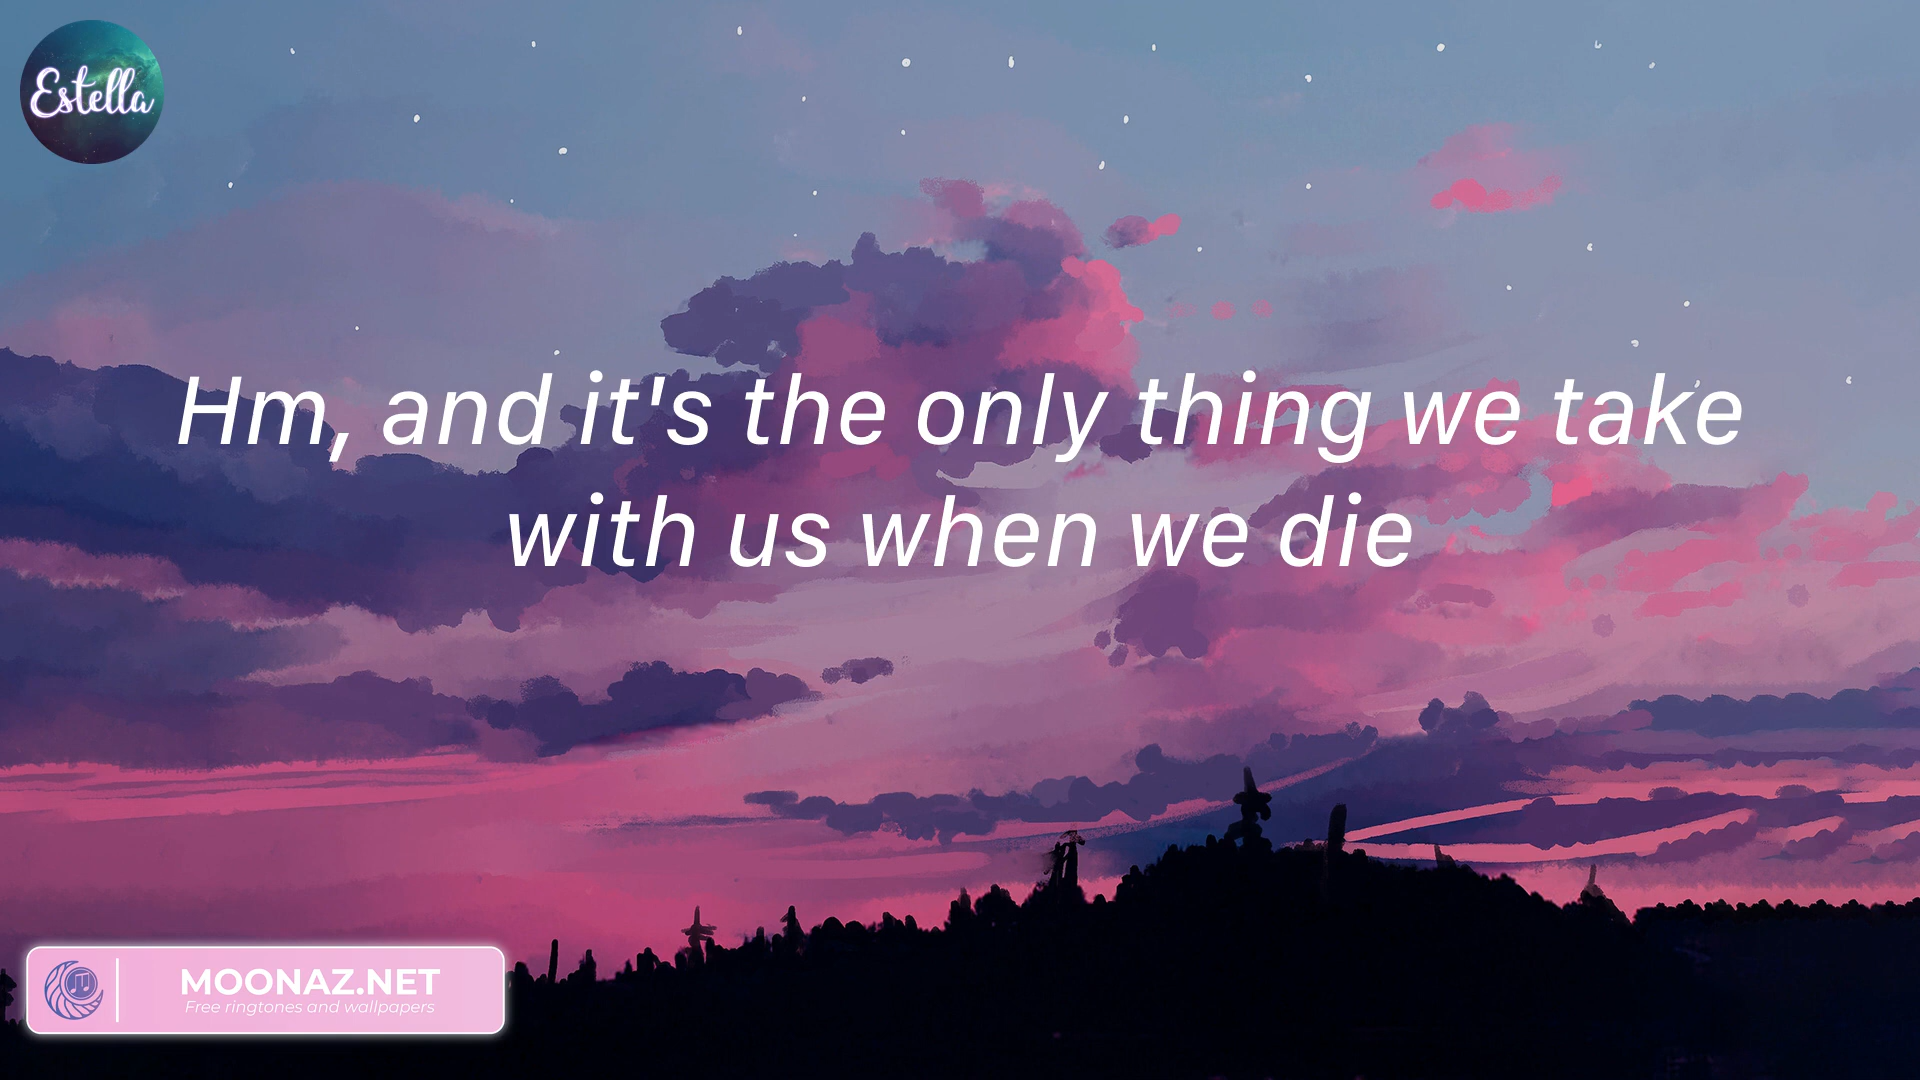 Estella
Hm, and it's the only thing we take
with us when we die
MOONAZ.NET
Free ringtones and wallpapers